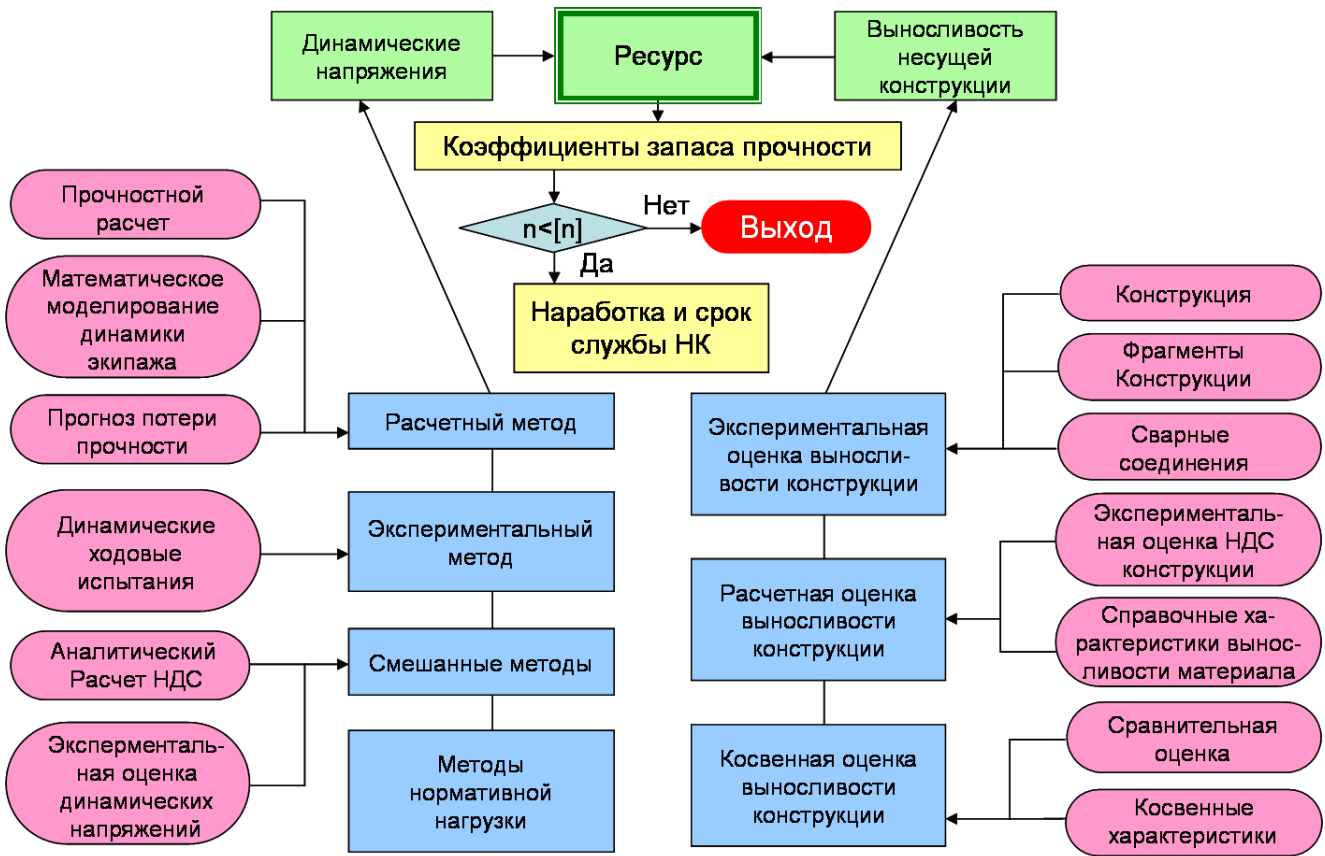 Динамические
напряжения
Ресурс
Выносливость
несущей
конструкции
Коэффициенты запаса прочности
n<[n]
Нет
Выход
Да
Наработка и срок
службы НК
Прочностной
расчет
Математическое
моделирование
динамики
экипажа
Прогноз потери
прочности
Динамические
ходовые
испытания
Аналитический
Расчет НДС
Эксперменталь-
ная оценка
динамических
напряжений
Расчетный метод
Экспериментальный
метод
Смешанные методы
Методы
нормативной
нагрузки
Экспериментальная
оценка выносли-
вости конструкции
Расчетная оценка
выносливости
конструкции
Косвенная оценка
выносливости
конструкции
Конструкция
Фрагменты
Конструкции
Сварные
соединения
Эксперименталь-
ная оценка НДС
конструкции
Справочные ха-
рактеристики вынос-
ливости материала
Сравнительная
оценка
Косвенные
характеристики